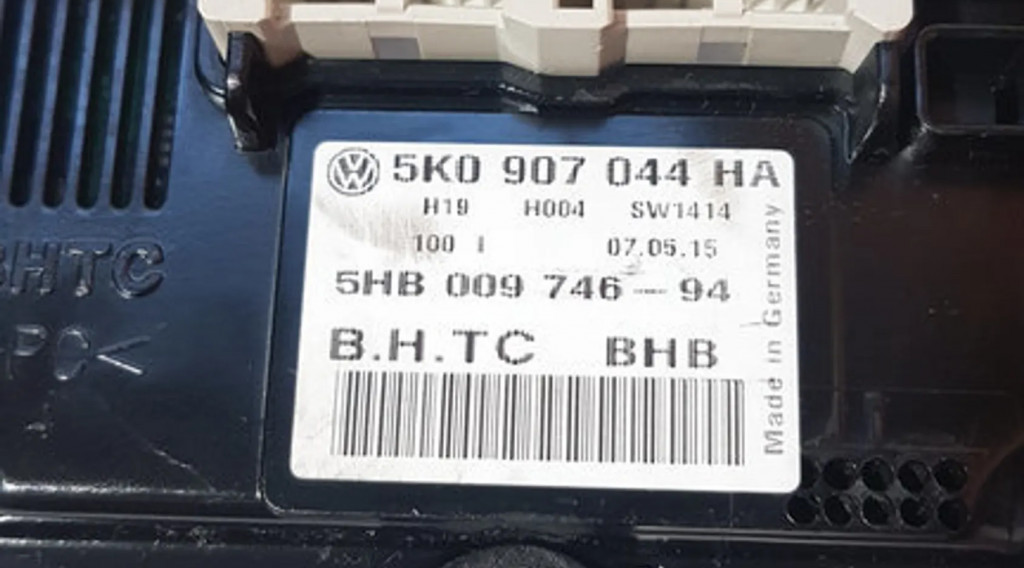 5K0 907 044 HA
H19 H004 SW1414
100 I 07.05.15
5HB 009 746-94
B.H.TC BHB
Made in Germany
BHTC
PC<